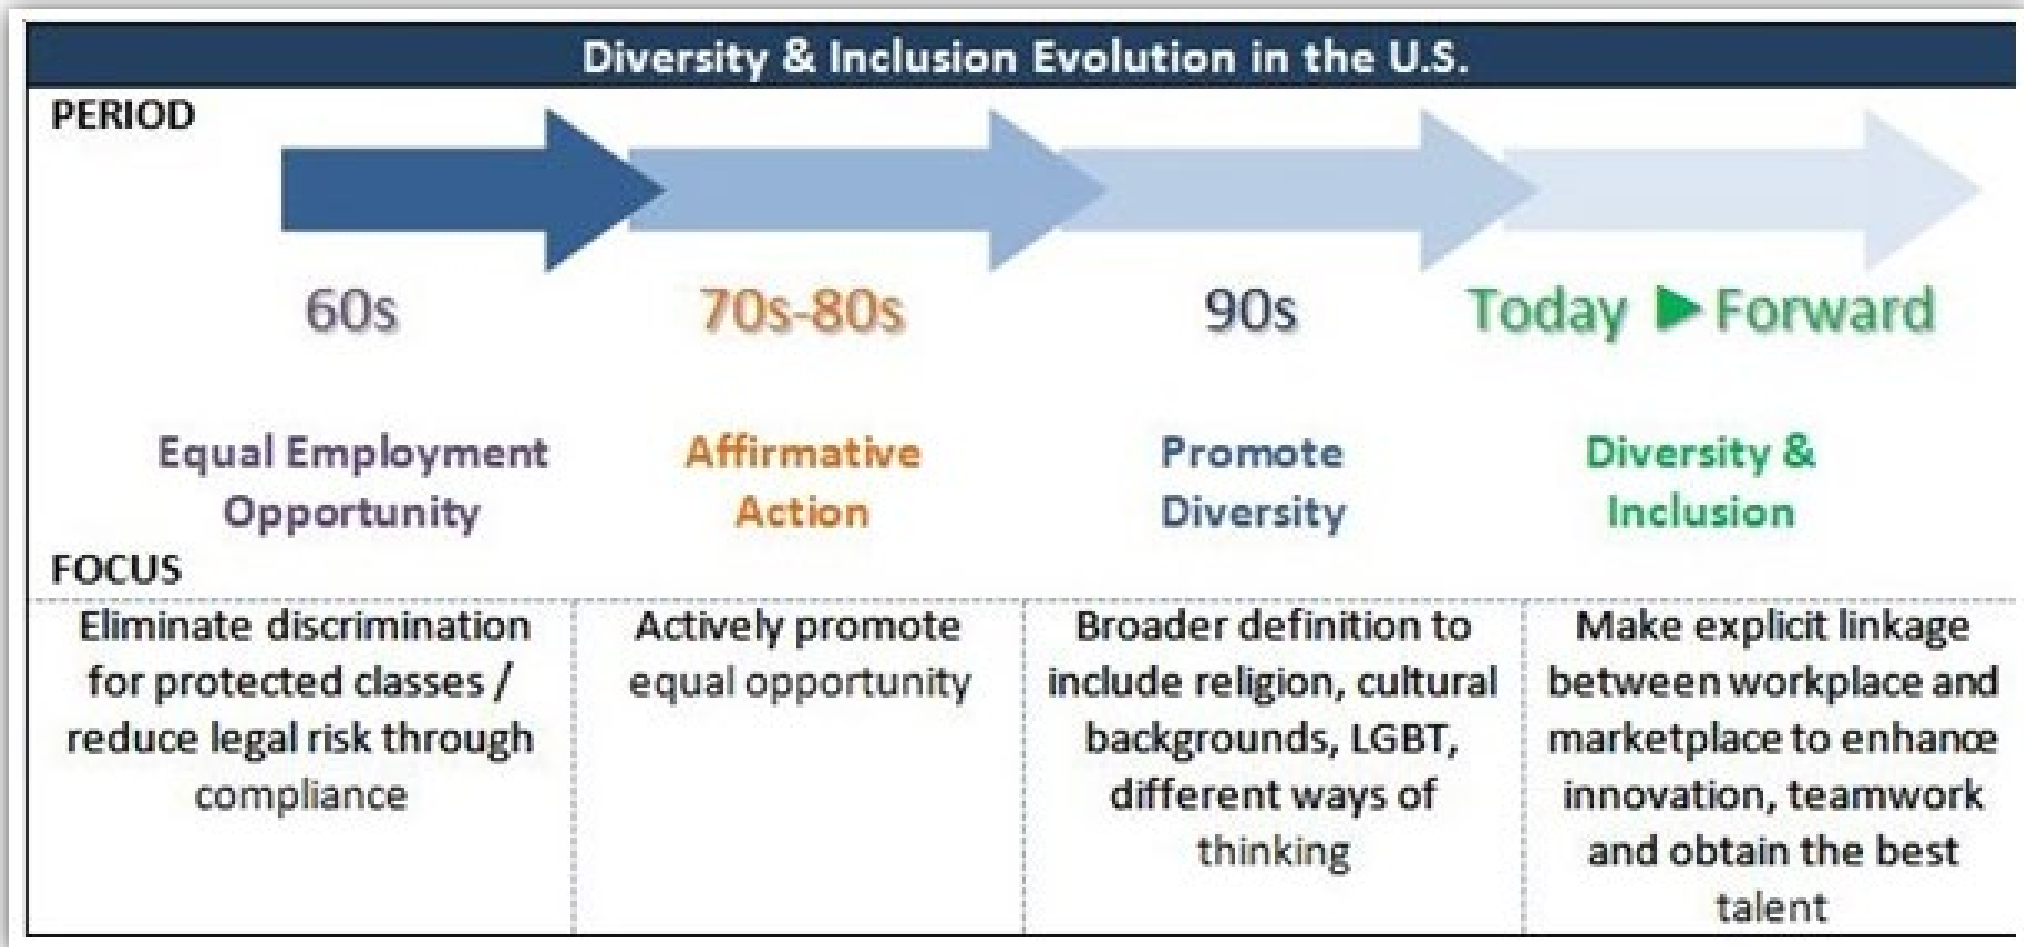 Diversity & Inclusion Evolution in the U.S.
PERIOD
60s
70s-80s
90s
Today ▶ Forward
Equal Employment
Opportunity
Affirmative
Action
Promote
Diversity
Diversity &
Inclusion
FOCUS
Eliminate discrimination
for protected classes /
reduce legal risk through
compliance
Actively promote
equal opportunity
Broader definition to
include religion, cultural
backgrounds, LGBT,
different ways of
thinking
Make explicit linkage
between workplace and
marketplace to enhance
innovation, teamwork
and obtain the best
talent